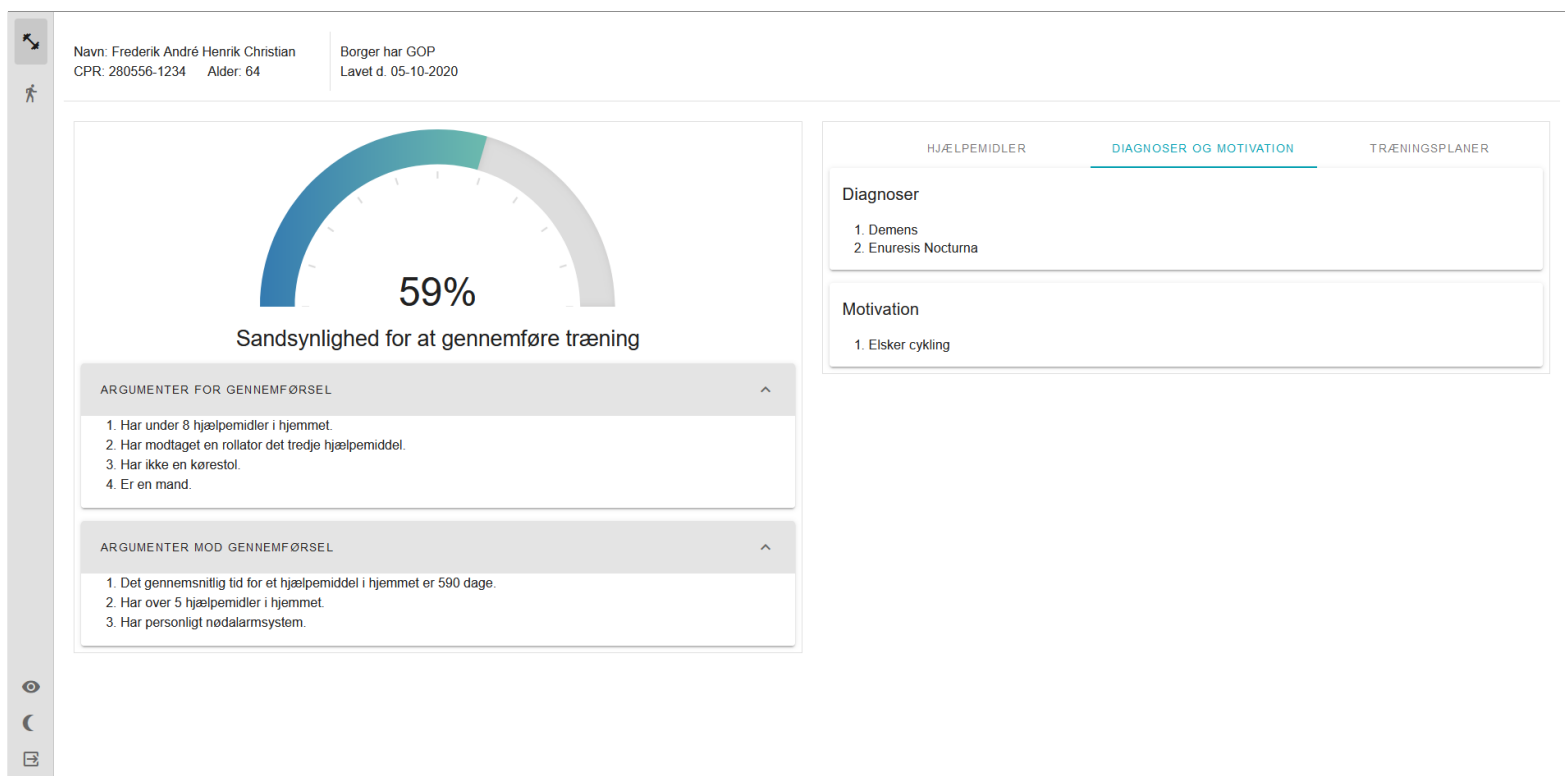 Navn: Frederik André Henrik Christian
CPR: 280556-1234 Alder: 64
Borger har GOP
Lavet d. 05-10-2020
59%
Sandsynlighed for at gennemføre træning
ARGUMENTER FOR GENNEMFØRSEL
1. Har under 8 hjælpemidler i hjemmet.
2. Har modtaget en rollator det tredje hjælpemiddel.
3. Har ikke en kørestol.
4. Er en mand.
ARGUMENTER MOD GENNEMFØRSEL
1. Det gennemsnitlig tid for et hjælpemiddel i hjemmet er 590 dage.
2. Har over 5 hjælpemidler i hjemmet.
3. Har personligt nødalarmsystem.
HJÆLPEMIDLER DIAGNOSER OG MOTIVATION TRÆNINGSPLANER
Diagnoser
1. Demens
2. Enuresis Nocturna
Motivation
1. Elsker cykling